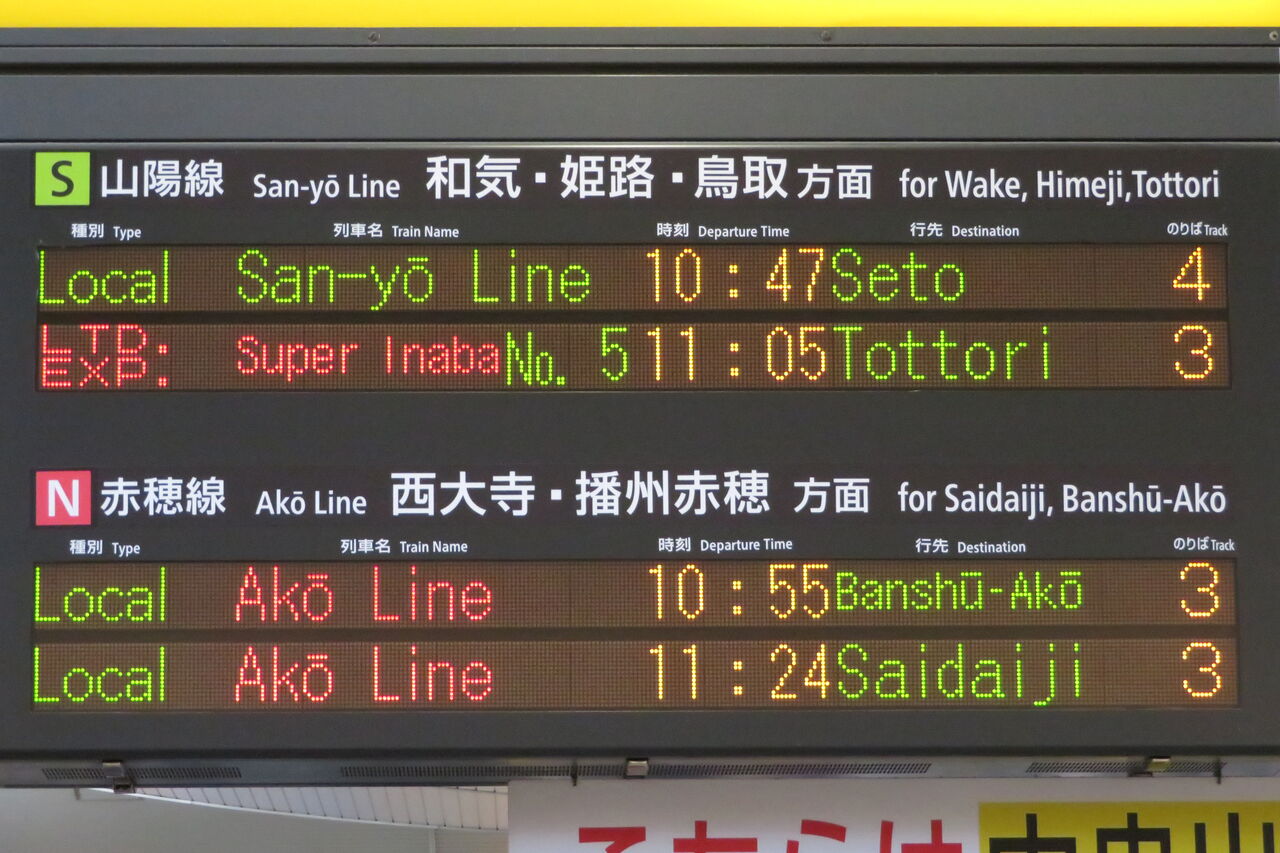 S 山陽線 San-yō Line 和気・姫路・鳥取方面 for Wake, Himeji,Tottori
種別 Type 列車名 Train Name 時刻 Departure Time 行先 Destination のりば Track
Local San-yō Line 10:47 Seto 4
LTD. EXP. Super Inaba No. 5 11:05 Tottori 3
N 赤穂線 Akō Line 西大寺・播州赤穂 方面 for Saidaiji, Banshū-Akō
種別 Type 列車名 Train Name 時刻 Departure Time 行先 Destination のりば Track
Local Akō Line 10:55 Banshū-Akō 3
Local Akō Line 11:24 Saidaiji 3
こちらは